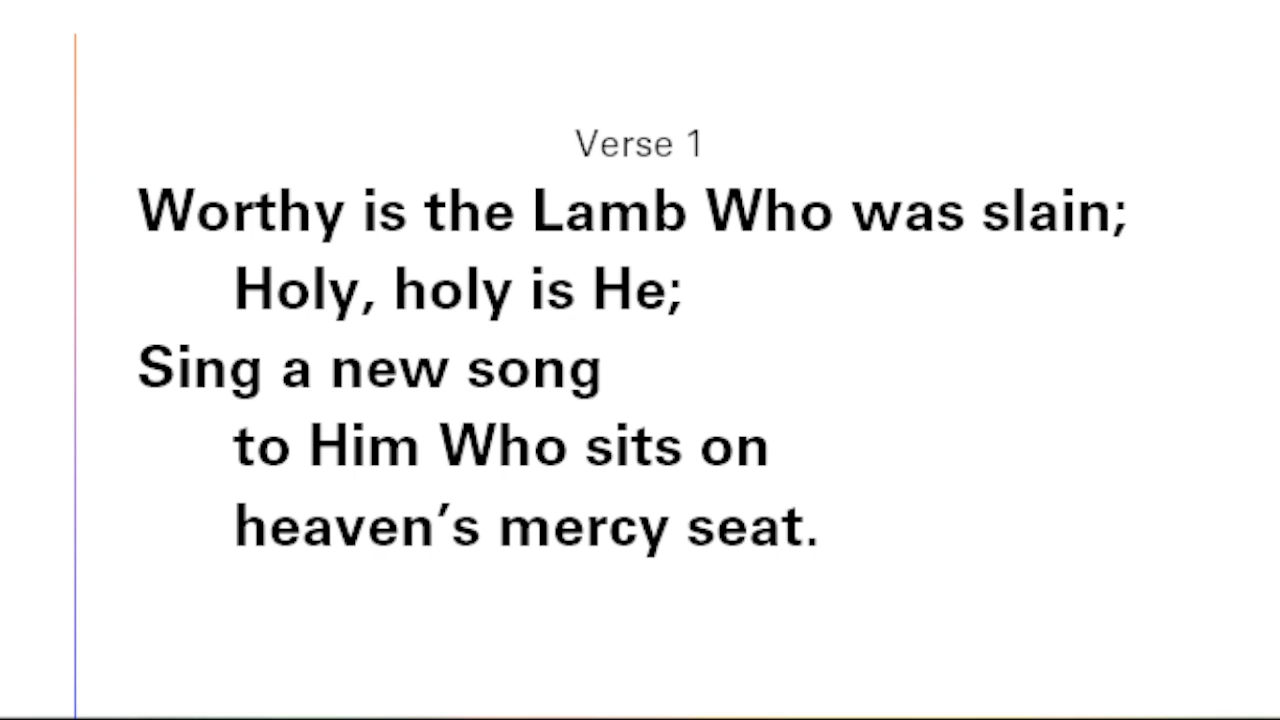 Verse 1
Worthy is the Lamb Who was slain;
Holy, holy is He;
Sing a new song
to Him Who sits on
heaven’s mercy seat.